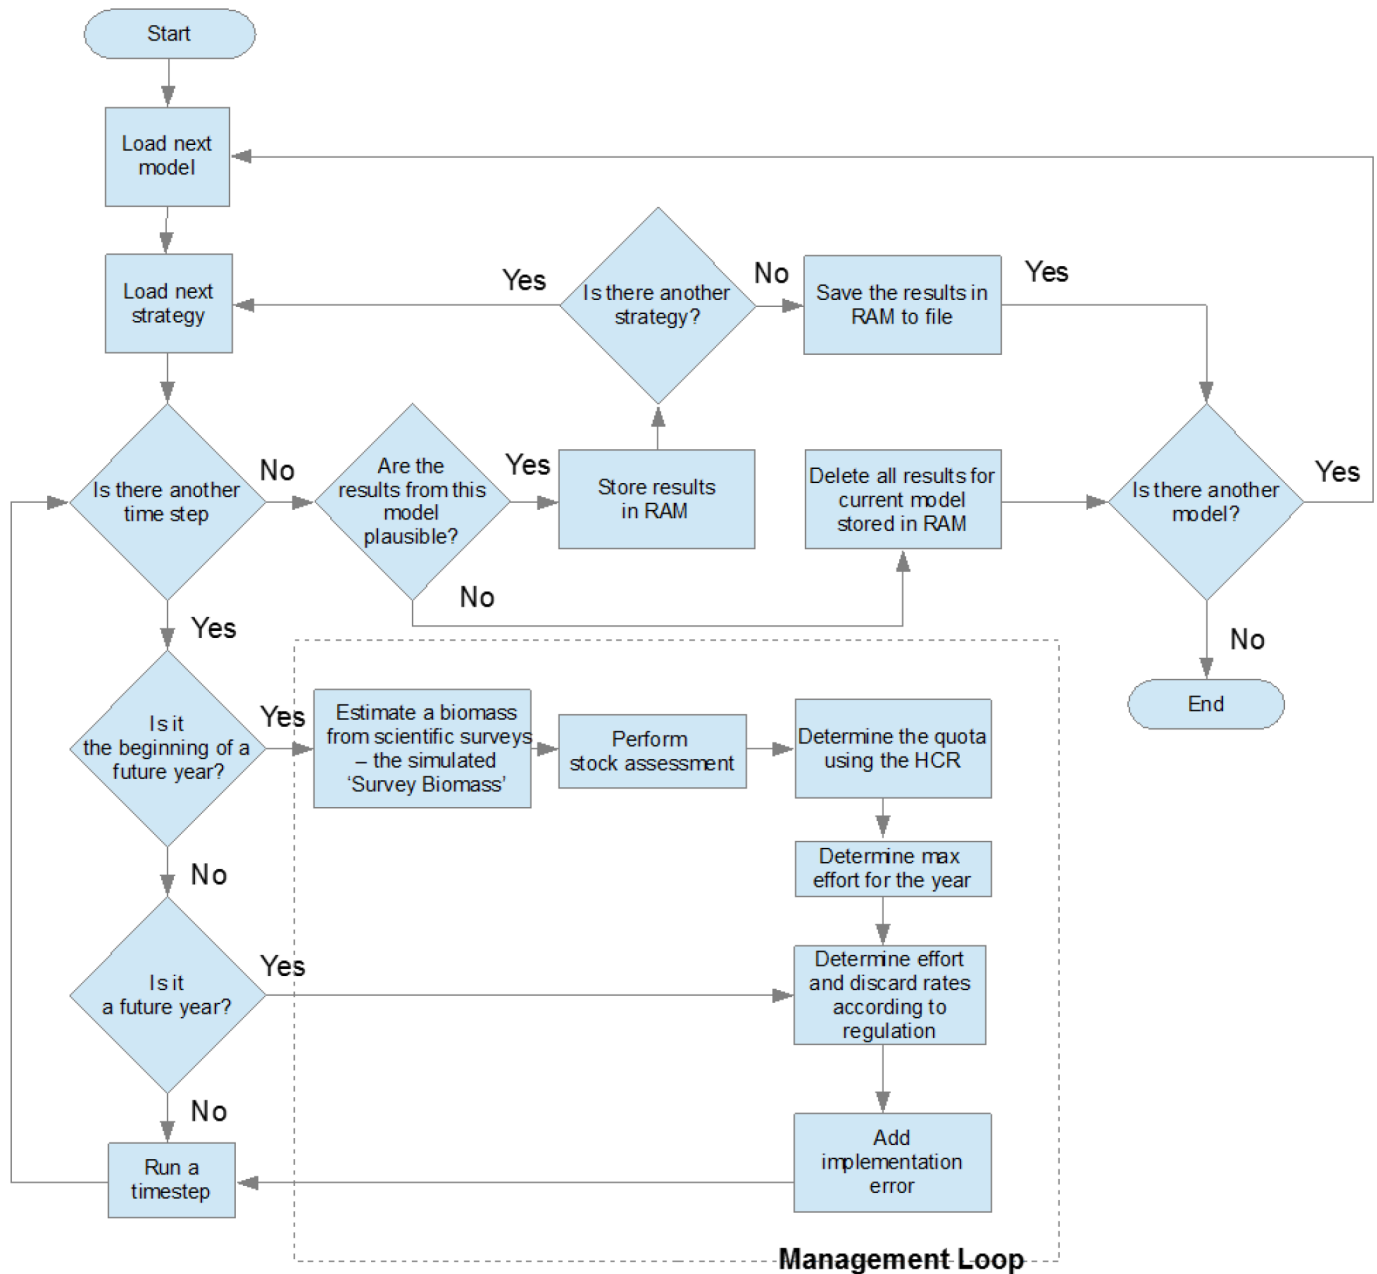 Start
Load next
model
Load next
strategy
Yes
Is there another
strategy?
No
Save the results in
RAM to file
Yes
Is there another
time step
No
Are the
results from this
model
plausible?
Yes
Store results
in RAM
Delete all results for
current model
stored in RAM
Is there another
model?
Yes
No
Yes
No
End
Is it
the beginning of a
future year?
Yes
Estimate a biomass
from scientific surveys
– the simulated
‘Survey Biomass’
Perform
stock assessment
Determine the quota
using the HCR
Determine max
effort for the year
No
Is it
a future year?
Yes
Determine effort
and discard rates
according to
regulation
No
Run a
timestep
Add
implementation
error
Management Loop